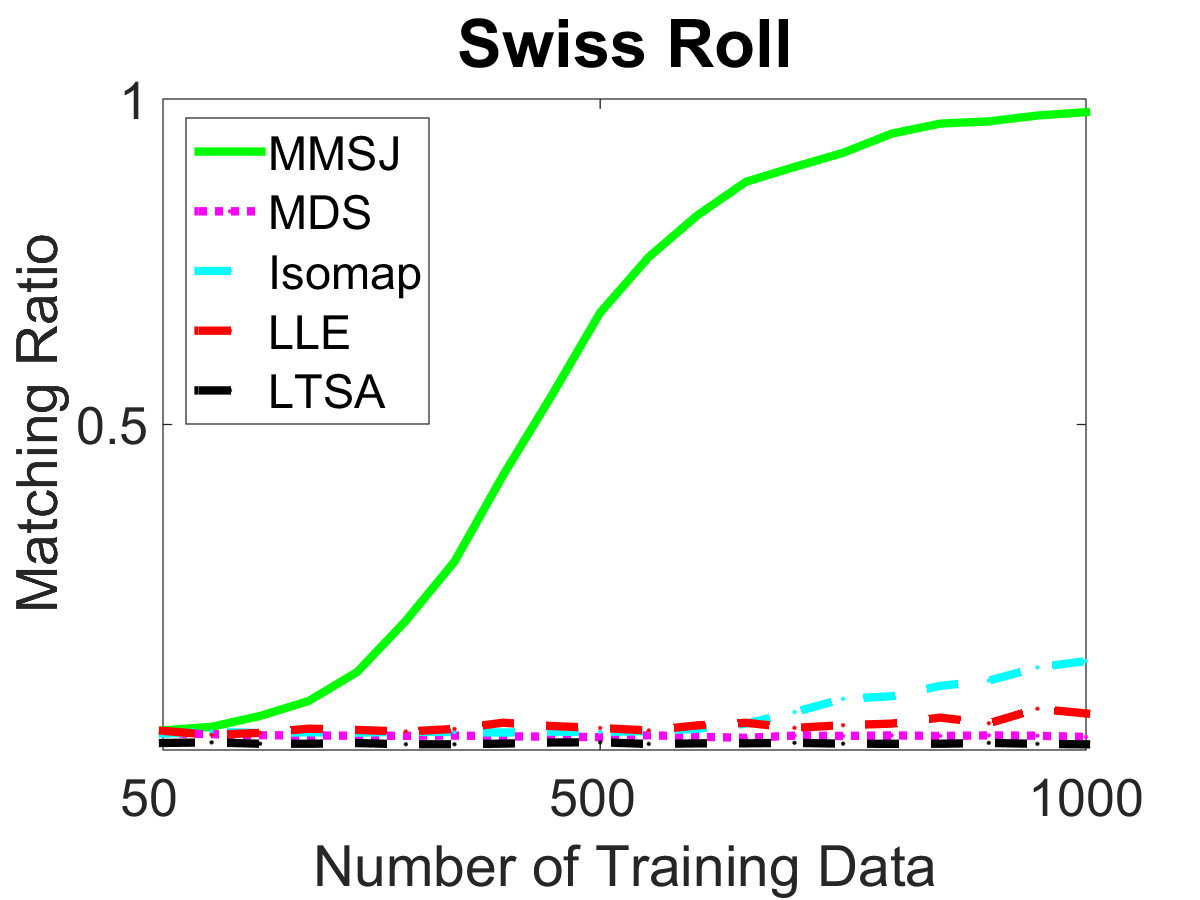 Swiss Roll
1
MMSJ
MDS
Isomap
LLE
LTSA
0.5
Matching Ratio
50 500 1000
Number of Training Data